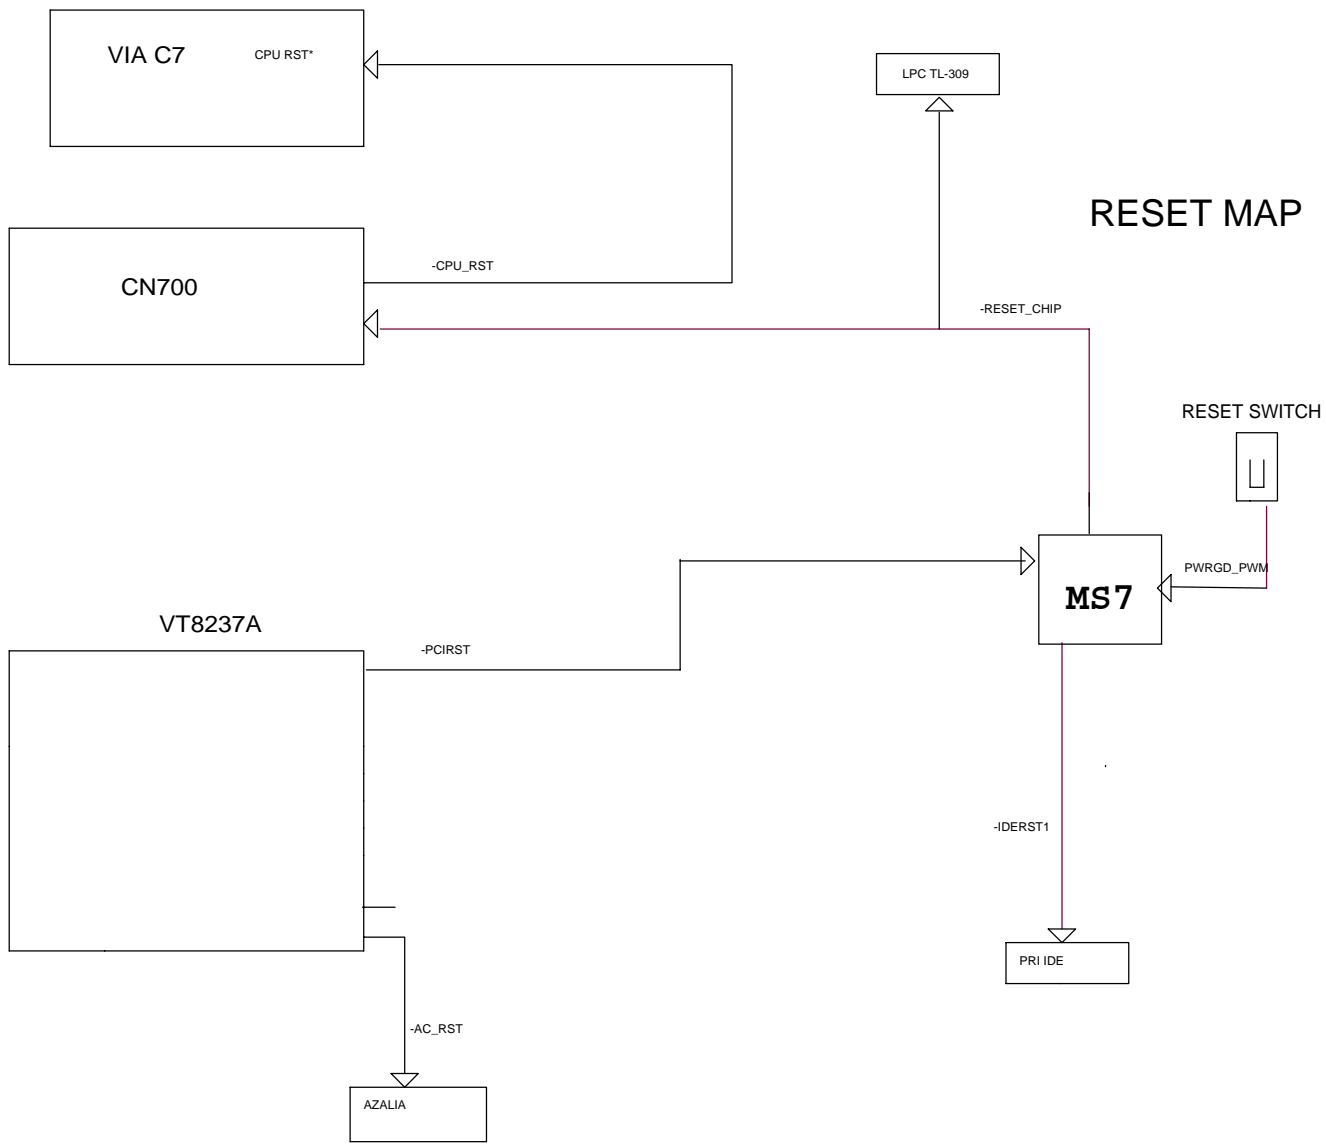 VIA C7
CPU RST*
LPC TL-309
RESET MAP
-CPU_RST
CN700
-RESET_CHIP
RESET SWITCH
PWRGD_PWM
MS7
VT8237A
-PCIRST
-IDERST1
PRI IDE
-AC_RST
AZALIA